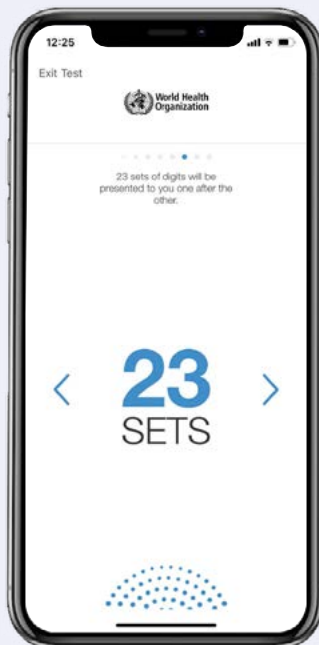 12:25
Exit Test
World Health
Organization
23 sets of digits will be
presented to you one after the
other.
23
SETS